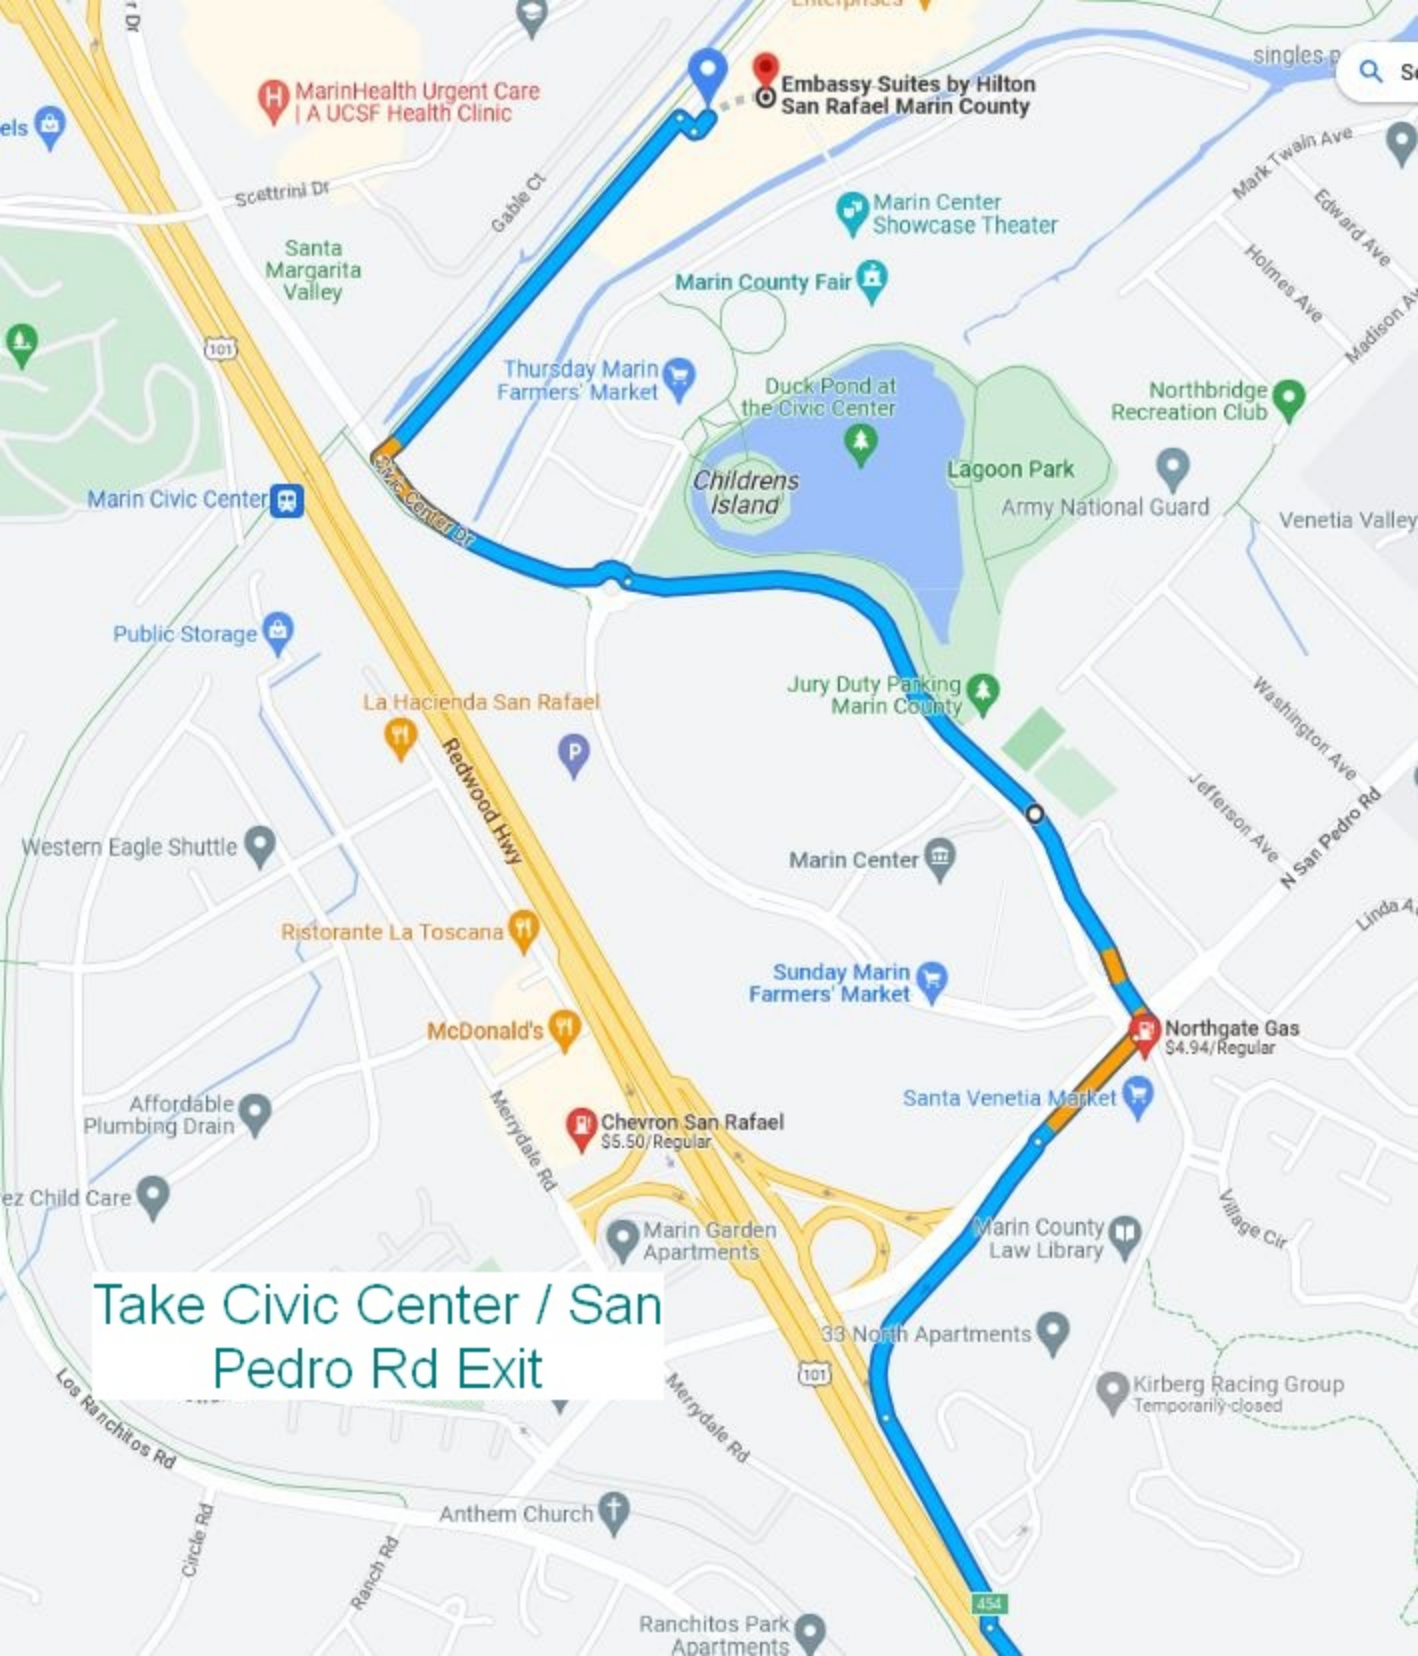 Enterprises
singles p
Se
Embassy Suites by Hilton
San Rafael Marin County
MarinHealth Urgent Care
| A UCSF Health Clinic
els
Mark Twain Ave
Scettrini Dr
Gable Ct
Edward Ave
Marin Center
Showcase Theater
Santa
Margarita
Valley
Holmes Ave
Marin County Fair
Madison Av
101
Thursday Marin
Farmers' Market
Duck Pond at
the Civic Center
Northbridge
Recreation Club
Childrens
Island
Lagoon Park
Army National Guard
Venetia Valley
Marin Civic Center
Civic Center Dr
Public Storage
La Hacienda San Rafael
P
Jury Duty Parking
Marin County
Washington Ave
Redwood Hwy
Jefferson Ave
N San Pedro Rd
Western Eagle Shuttle
Marin Center
Linda A
Ristorante La Toscana
Sunday Marin
Farmers' Market
McDonald's
Northgate Gas
$4.94/Regular
Santa Venetia Market
Affordable
Plumbing Drain
Merrydale Rd
Chevron San Rafael
$5.50/Regular
ez Child Care
Marin Garden
Apartments
Marin County
Law Library
Village Cir
Take Civic Center / San
Pedro Rd Exit
33 North Apartments
101
Kirberg Racing Group
Temporarily closed
Los Ranchitos Rd
Merrydale Rd
Anthem Church
Circle Rd
Ranch Rd
454
Ranchitos Park
Apartments